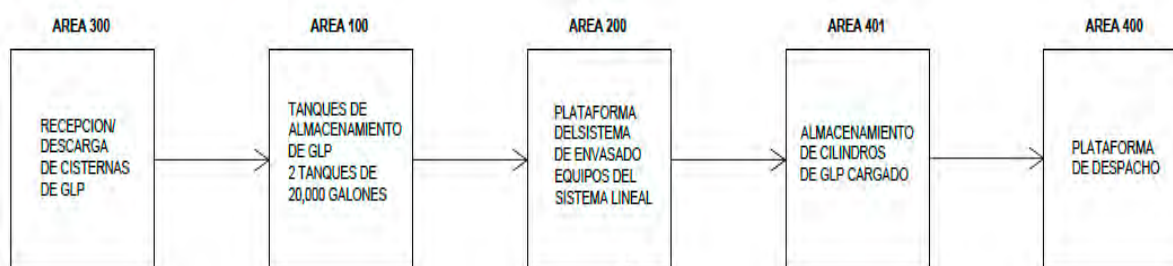 AREA 300
RECEPCION/
DESCARGA
DE CISTERNAS
DE GLP
AREA 100
TANQUES DE
ALMACENAMIENTO
DE GLP
2 TANQUES DE
20,000 GALONES
AREA 200
PLATAFORMA
DELSISTEMA
DE ENVASADO
EQUIPOS DEL
SISTEMA LINEAL
AREA 401
ALMACENAMIENTO
DE CILINDROS
DE GLP CARGADO
AREA 400
PLATAFORMA
DE DESPACHO